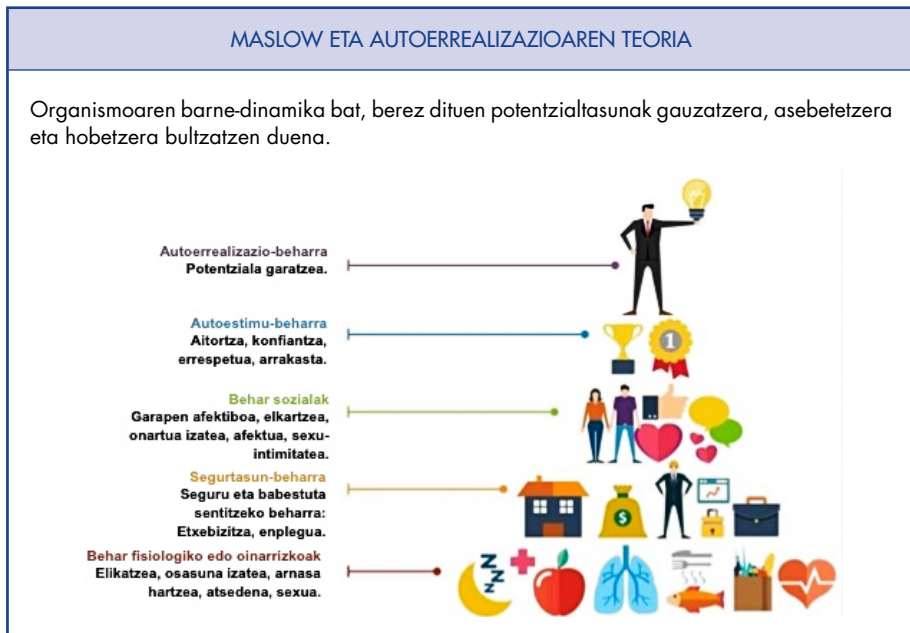 MASLOW ETA AUTOERREALIZAZIOAREN TEORIA
Organismoaren barne-dinamika bat, berez dituen potentzialtasunak gauzatzera, asebetetzera
eta hobetzera bultzatzen duena.
Autoerrealizazio-beharra
Potentziala garatzea.
Autoestimu-beharra
Aitortza, konfiantza,
errespetua, arrakasta.
1
Behar sozialak
Garapen afektiboa, elkartzea,
onartua izatea, afektua, sexu-
intimitatea.
Segurtasun-beharra
Seguru eta babestuta
sentitzeko beharra:
Etxebizitza, enplegua.
$
Behar fisiologiko edo oinarrizkoak
Elikatzea, osasuna izatea, arnasa
hartzea, atsedena, sexua.
Z
Z
Z